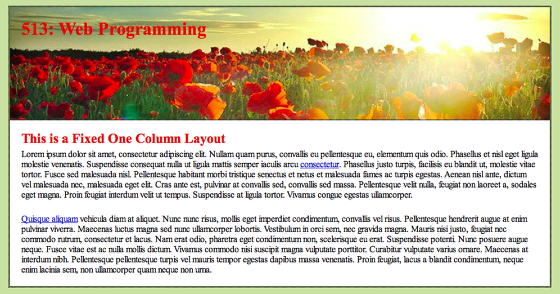 513: Web Programming
This is a Fixed One Column Layout
Lorem ipsum dolor sit amet, consectetur adipiscing elit. Nullam quam purus, convallis eu pellentesque eu, elementum quis odio. Phasellus et nisl eget ligula
molestie venenatis. Suspendisse consequat nulla ut ligula mattis semper iaculis arcu consectetur. Phasellus justo turpis, facilisis eu blandit ut, molestie vitae
tortor. Fusce sed malesuada nisl. Pellentesque habitant morbi tristique senectus et netus et malesuada fames ac turpis egestas. Aenean nisl ante, dictum
vel malesuada nec, malesuada eget elit. Cras ante est, pulvinar at convallis sed, convallis sed massa. Pellentesque velit nulla, feugiat non laoreet a, sodales
eget magna. Proin feugiat interdum velit ut tempus. Suspendisse at ligula tortor. Vivamus congue egestas ullamcorper.
Quisque aliquam vehicula diam at aliquet. Nunc nunc risus, mollis eget imperdiet condimentum, convallis vel risus. Pellentesque hendrerit augue at enim
pulvinar viverra. Maecenas luctus magna sed nunc ullamcorper lobortis. Vestibulum in orci sem, nec gravida magna. Mauris nisi justo, feugiat nec
commodo rutrum, consectetur et lacus. Nam erat odio, pharetra eget condimentum non, scelerisque eu erat. Suspendisse potenti. Nunc posuere augue
neque. Fusce vitae est ac nulla mollis dictum. Vivamus commodo nisi suscipit magna vulputate porttitor. Curabitur vulputate varius ornare. Maecenas at
interdum nibh. Pellentesque pellentesque turpis vel mauris tempor egestas dapibus massa venenatis. Proin feugiat, lacus a blandit condimentum, neque
enim lacinia sem, non ullamcorper quam neque non urna.